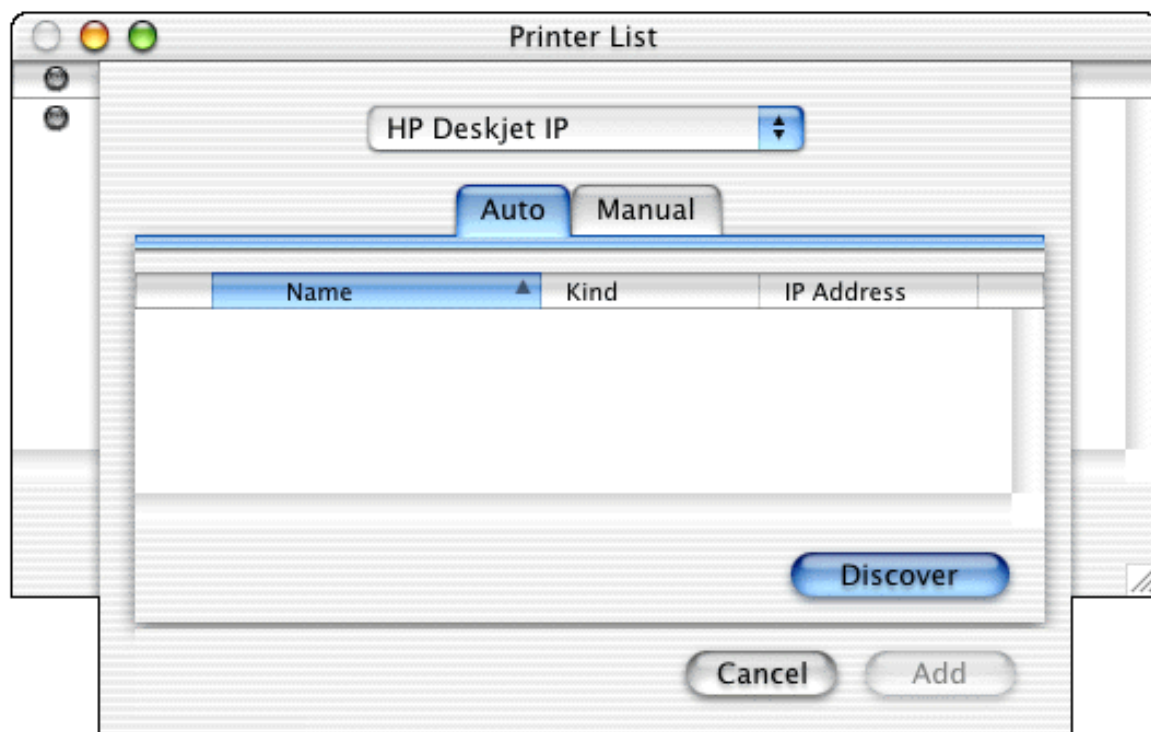 Printer List
HP Deskjet IP
Auto Manual
Name Kind IP Address
Discover
Cancel Add